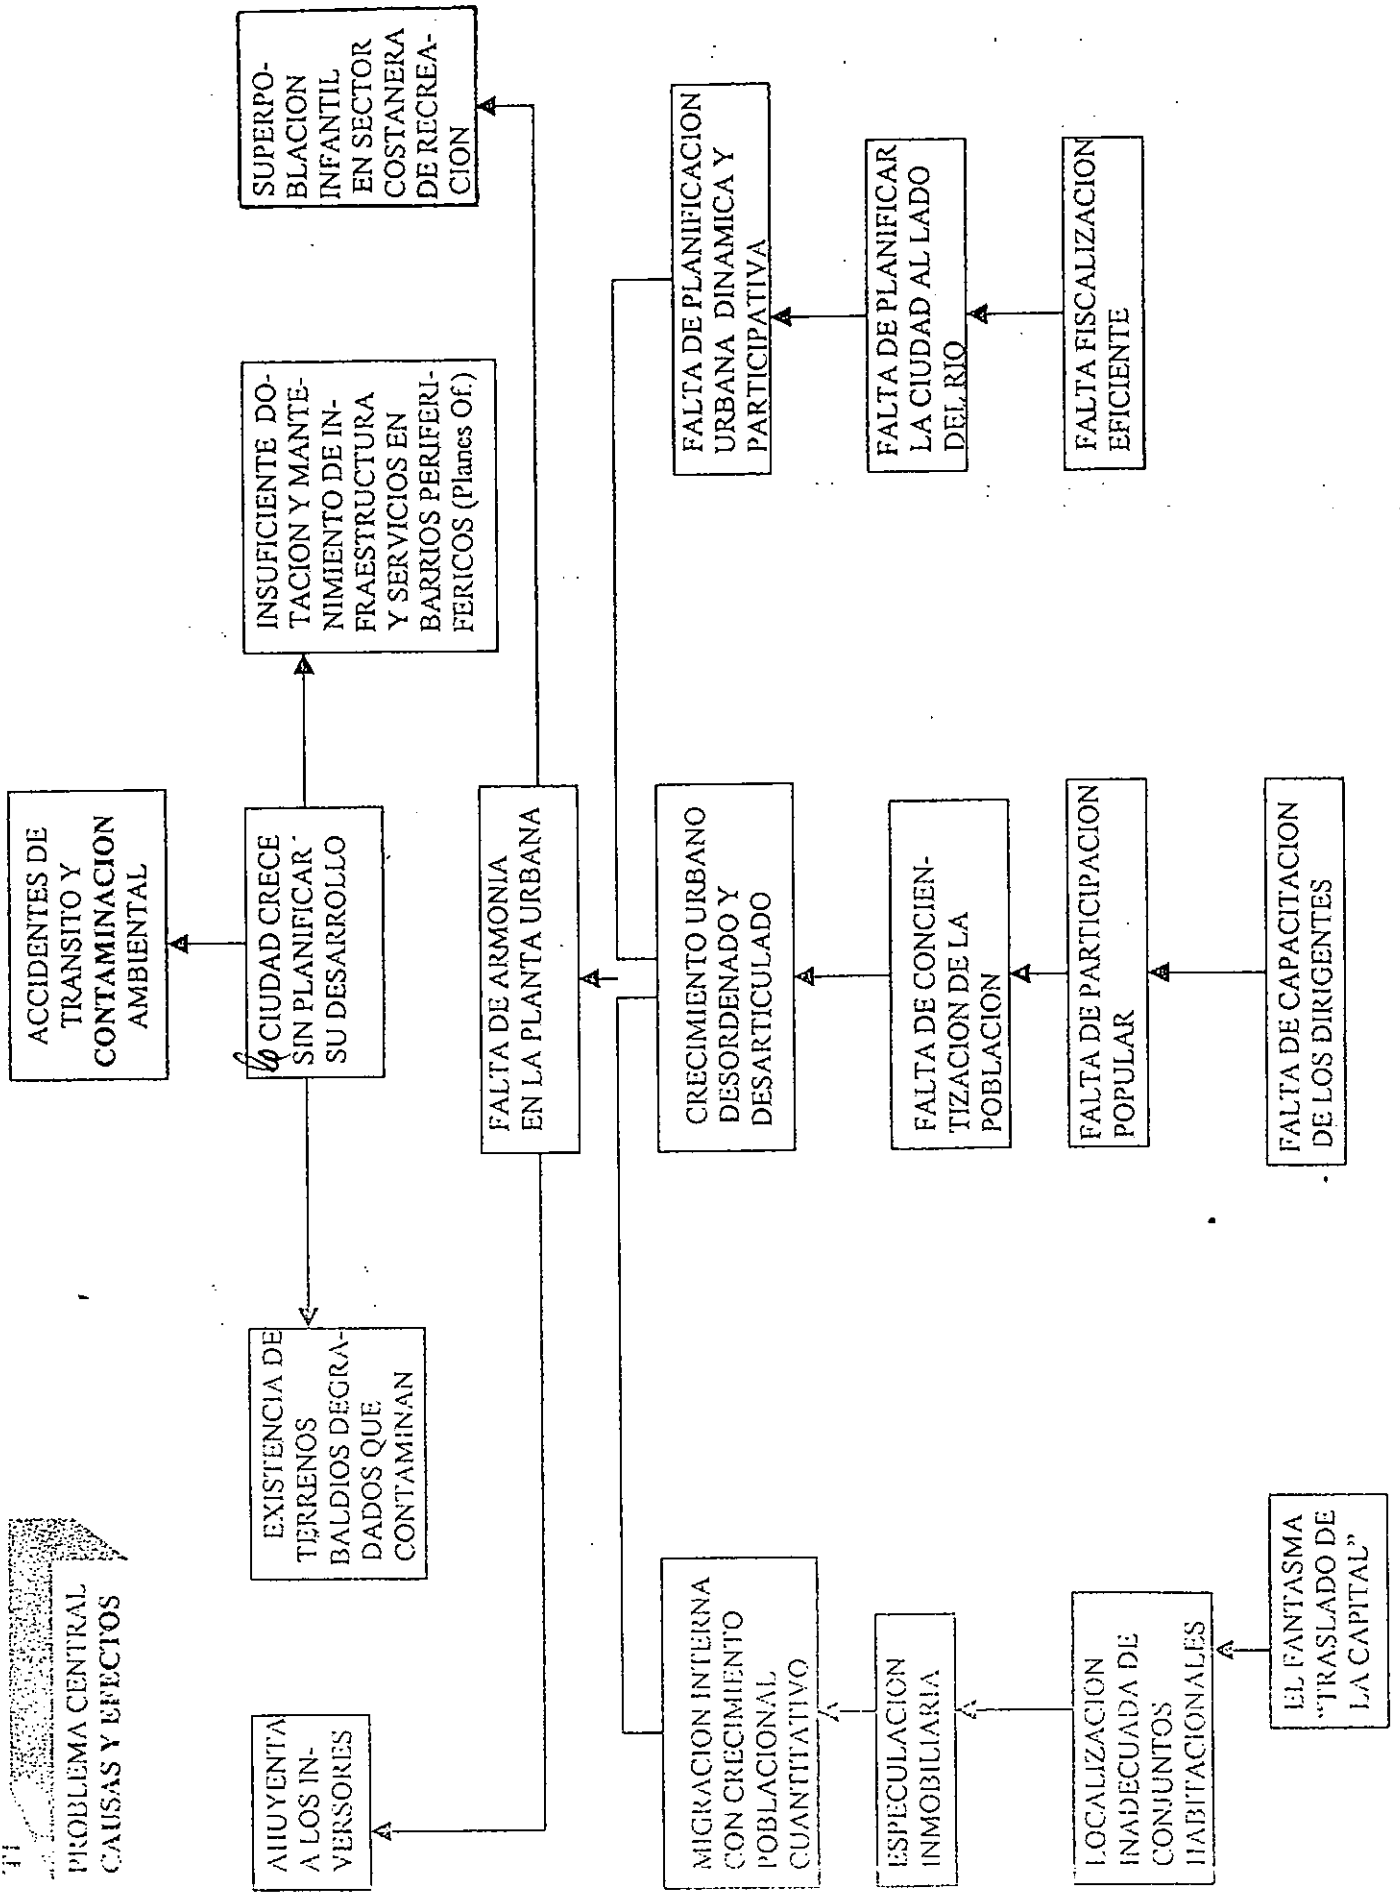 T1
PROBLEMA CENTRAL
CAUSAS Y EFECTOS
ACCIDENTES DE
TRANSITO Y
CONTAMINACION
AMBIENTAL
AHUYENTA
A LOS IN-
VERSORES
EXISTENCIA DE
TERRENOS
BALDIOS DEGRA-
DADOS QUE
CONTAMINAN
CIUDAD CRECE
SIN PLANIFICAR
SU DESARROLLO
INSUFICIENTE DO-
TACION Y MANTE-
NIMIENTO DE IN-
FRAESTRUCTURA
Y SERVICIOS EN
BARRIOS PERIFERI-
FERICOS (Planes Of.)
SUPERPO-
BLACION
INFANTIL
EN SECTOR
COSTANERA
DE RECREA-
CION
FALTA DE ARMONIA
EN LA PLANTA URBANA
MIGRACION INTERNA
CON CRECIMIENTO
POBLACIONAL
CUANTITATIVO
CRECIMIENTO URBANO
DESORDENADO Y
DESARTICULADO
FALTA DE PLANIFICACION
URBANA DINAMICA Y
PARTICIPATIVA
ESPECULACION
INMOBILIARIA
FALTA DE CONCIEN-
TIZACION DE LA
POBLACION
FALTA DE PLANIFICAR
LA CIUDAD AL LADO
DEL RIO
LOCALIZACION
INADECUADA DE
CONJUNTOS
HABITACIONALES
FALTA DE PARTICIPACION
POPULAR
FALTA FISCALIZACION
EFICIENTE
EL FANTASMA
"TRASLADO DE
LA CAPITAL"
FALTA DE CAPACITACION
DE LOS DIRIGENTES